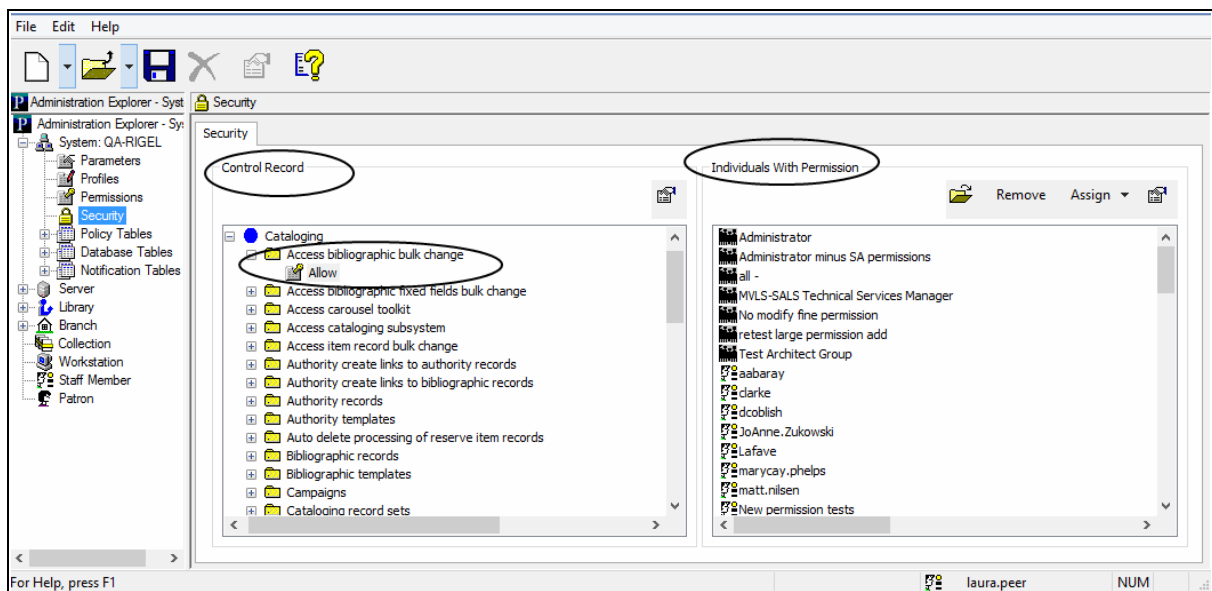 File Edit Help
Administration Explorer - Syst
Security
Administration Explorer - Sy
System: QA-RIGEL
Parameters
Profiles
Permissions
Security
Policy Tables
Database Tables
Notification Tables
Server
Library
Branch
Collection
Workstation
Staff Member
Patron
Security
Control Record
Cataloging
Access bibliographic bulk change
Allow
Access bibliographic fixed fields bulk change
Access carousel toolkit
Access cataloging subsystem
Access item record bulk change
Authority create links to authority records
Authority create links to bibliographic records
Authority records
Authority templates
Auto delete processing of reserve item records
Bibliographic records
Bibliographic templates
Campaigns
Cataloging record sets
Individuals With Permission
Remove Assign
Administrator
Administrator minus SA permissions
all -
MVLS-SALS Technical Services Manager
No modify fine permission
retest large permission add
Test Architect Group
aabaray
clarke
dcoblish
JoAnne.Zukowski
Lafave
marycay.phelps
matt.nilsen
New permission tests
For Help, press F1
laura.peer
NUM